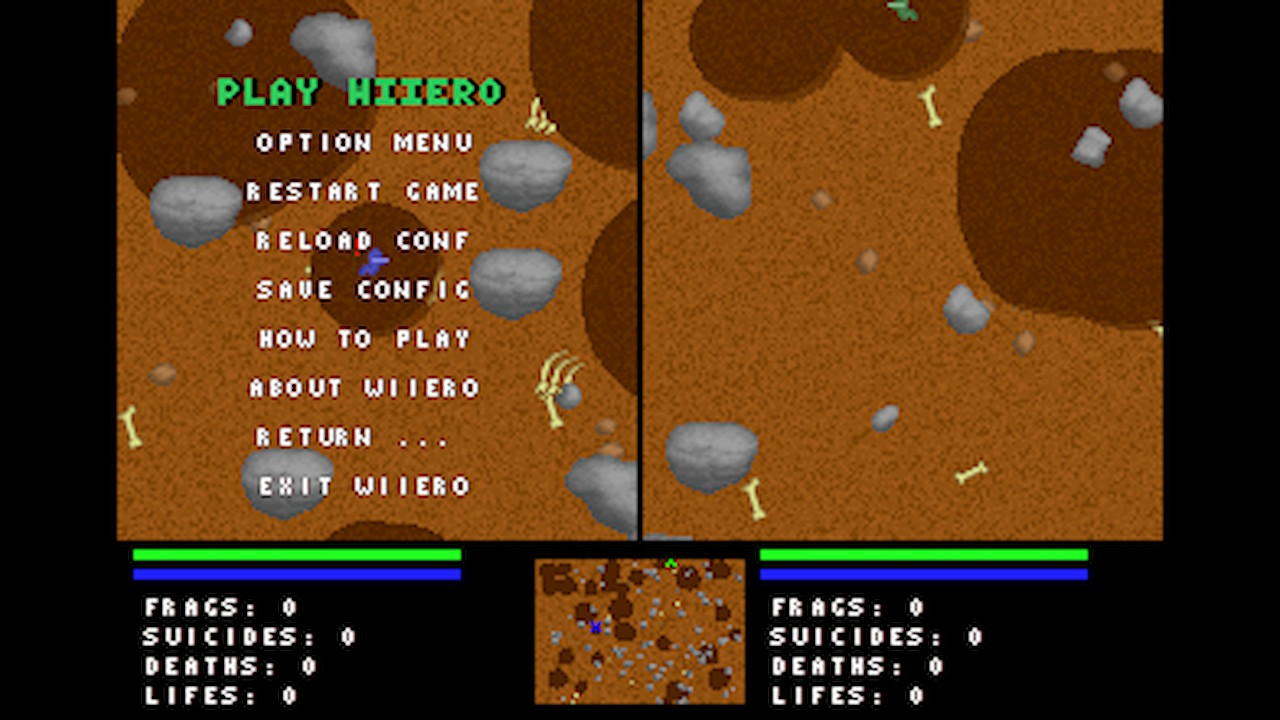 PLAY WIIERO
OPTION MENU
RESTART GAME
RELOAD CONF
SAVE CONFIG
HOW TO PLAY
ABOUT WIIERO
RETURN ...
EXIT WIIERO
FRAGS: 0
SUICIDES: 0
DEATHS: 0
LIFES: 0
FRAGS: 0
SUICIDES: 0
DEATHS: 0
LIFES: 0